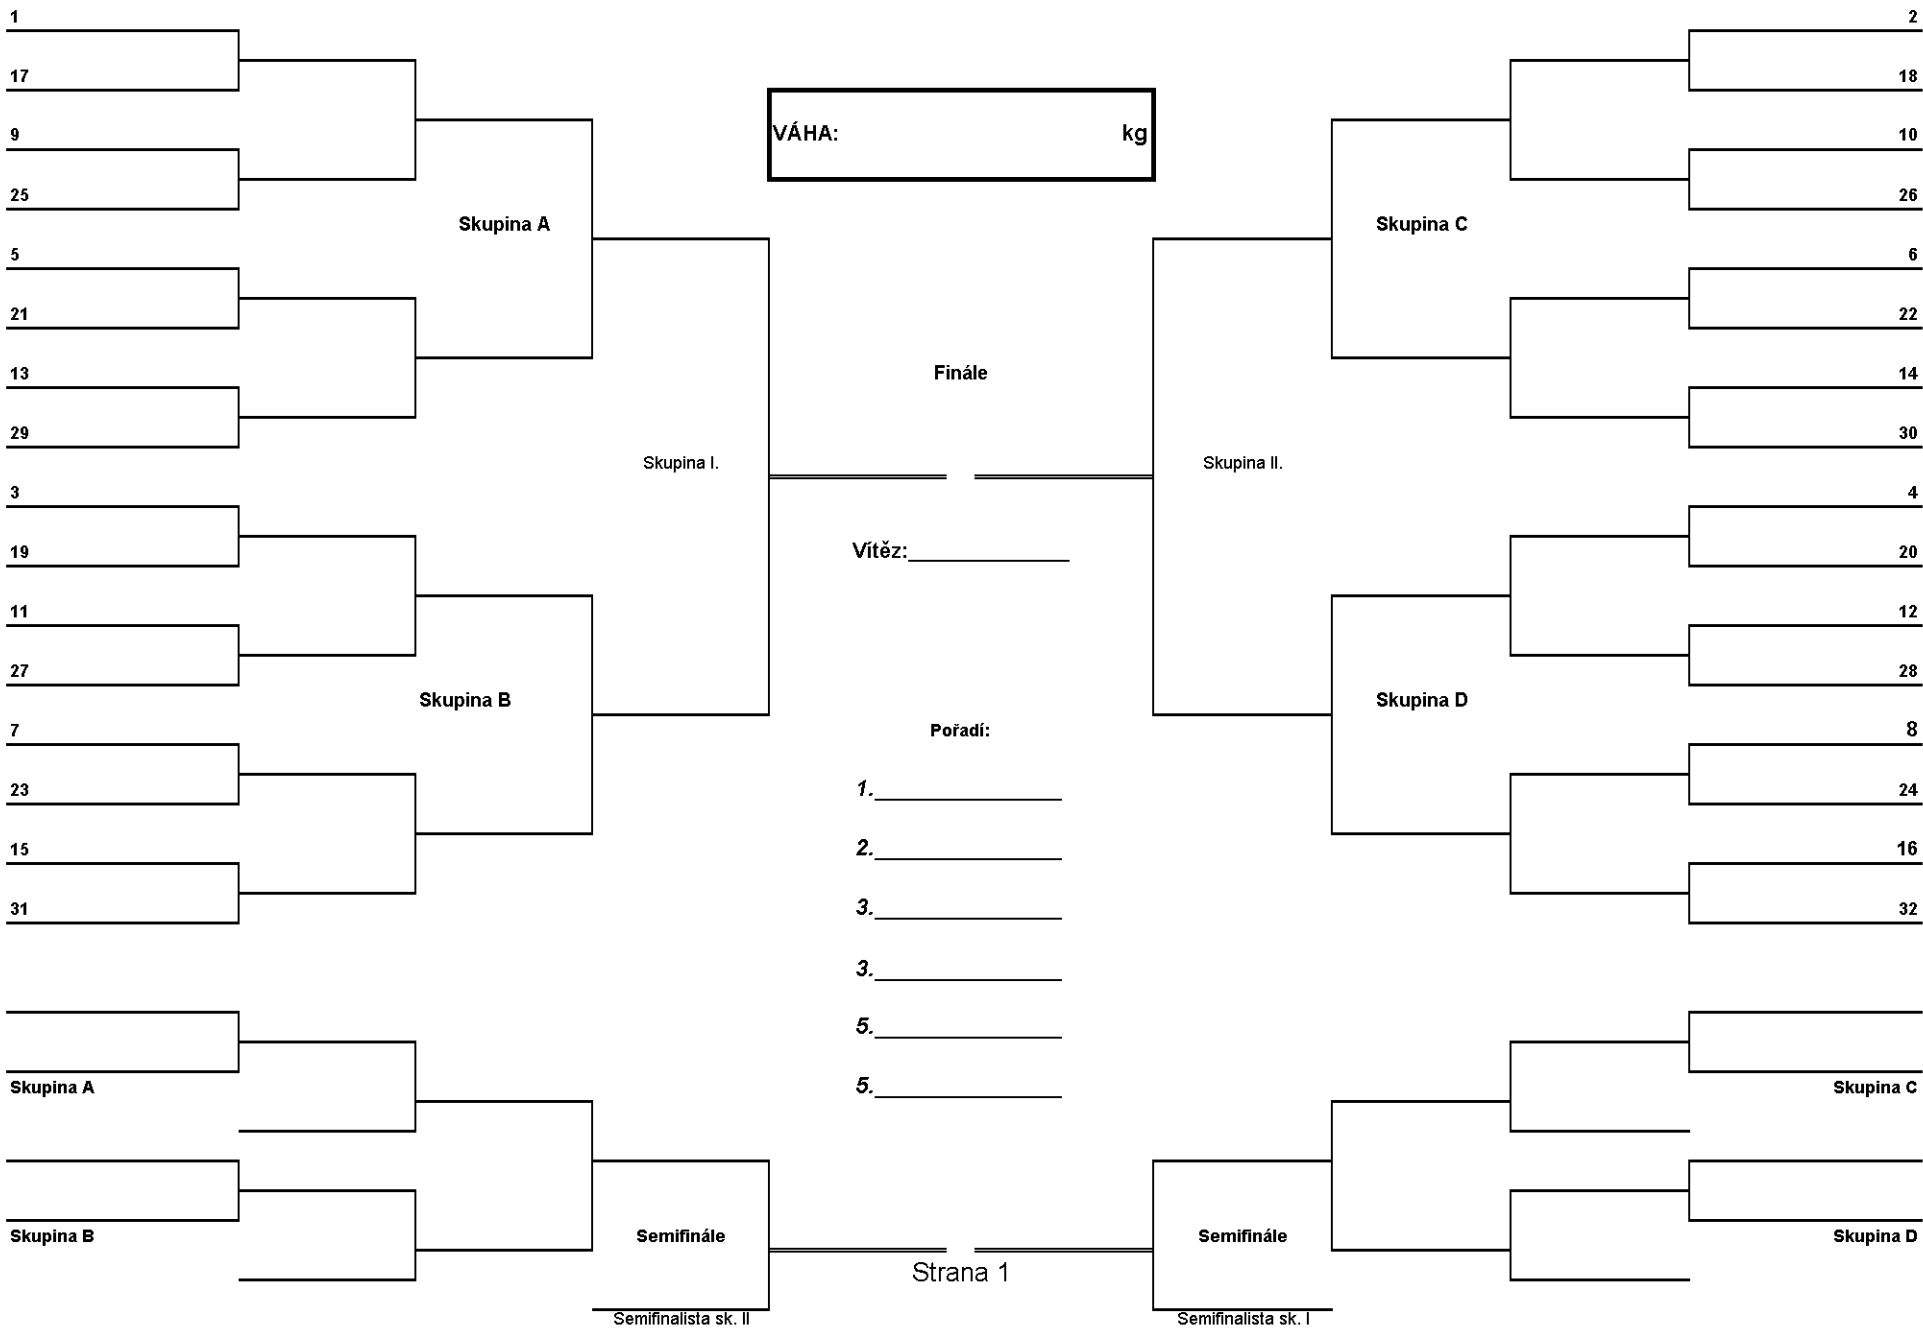 1
2
17
18
VÁHA: kg
9
10
25
26
Skupina A
Skupina C
5
6
21
22
13
Finále
14
29
30
Skupina I.
Skupina II.
3
4
19
Vítěz:
20
11
12
27
28
Skupina B
Skupina D
7
Pořadí:
8
23
1.
24
15
2.
16
31
3.
32
3.
5.
Skupina A
5.
Skupina C
Skupina B
Semifinále
Semifinále
Skupina D
Strana 1
Semifinalista sk. II
Semifinalista sk. I